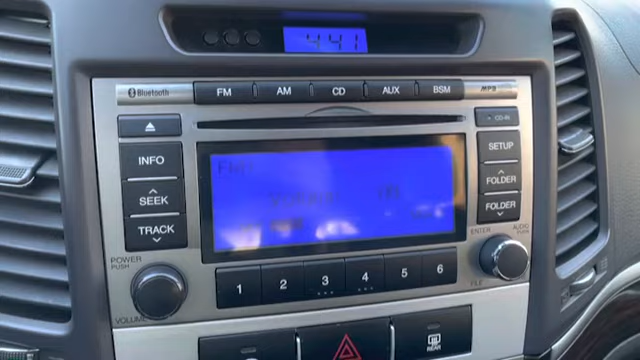 4:41
Bluetooth
FM AM CD AUX BSM
MP3
CD-IN
INFO
SETUP
SEEK
FOLDER
TRACK
FOLDER
POWER
PUSH
ENTER
AUDIO
PUSH
VOLUME
FILE
1 2 3 4 5 6
REAR